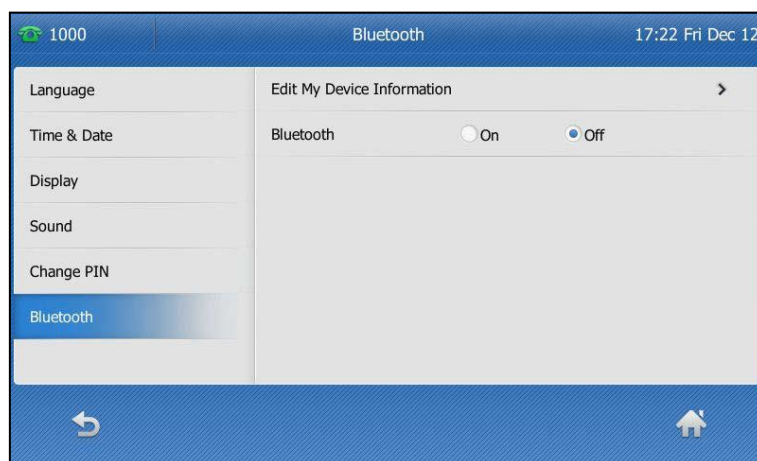 1000 Bluetooth 17:22 Fri Dec 12
Language
Time & Date
Display
Sound
Change PIN
Bluetooth
Edit My Device Information
Bluetooth On Off